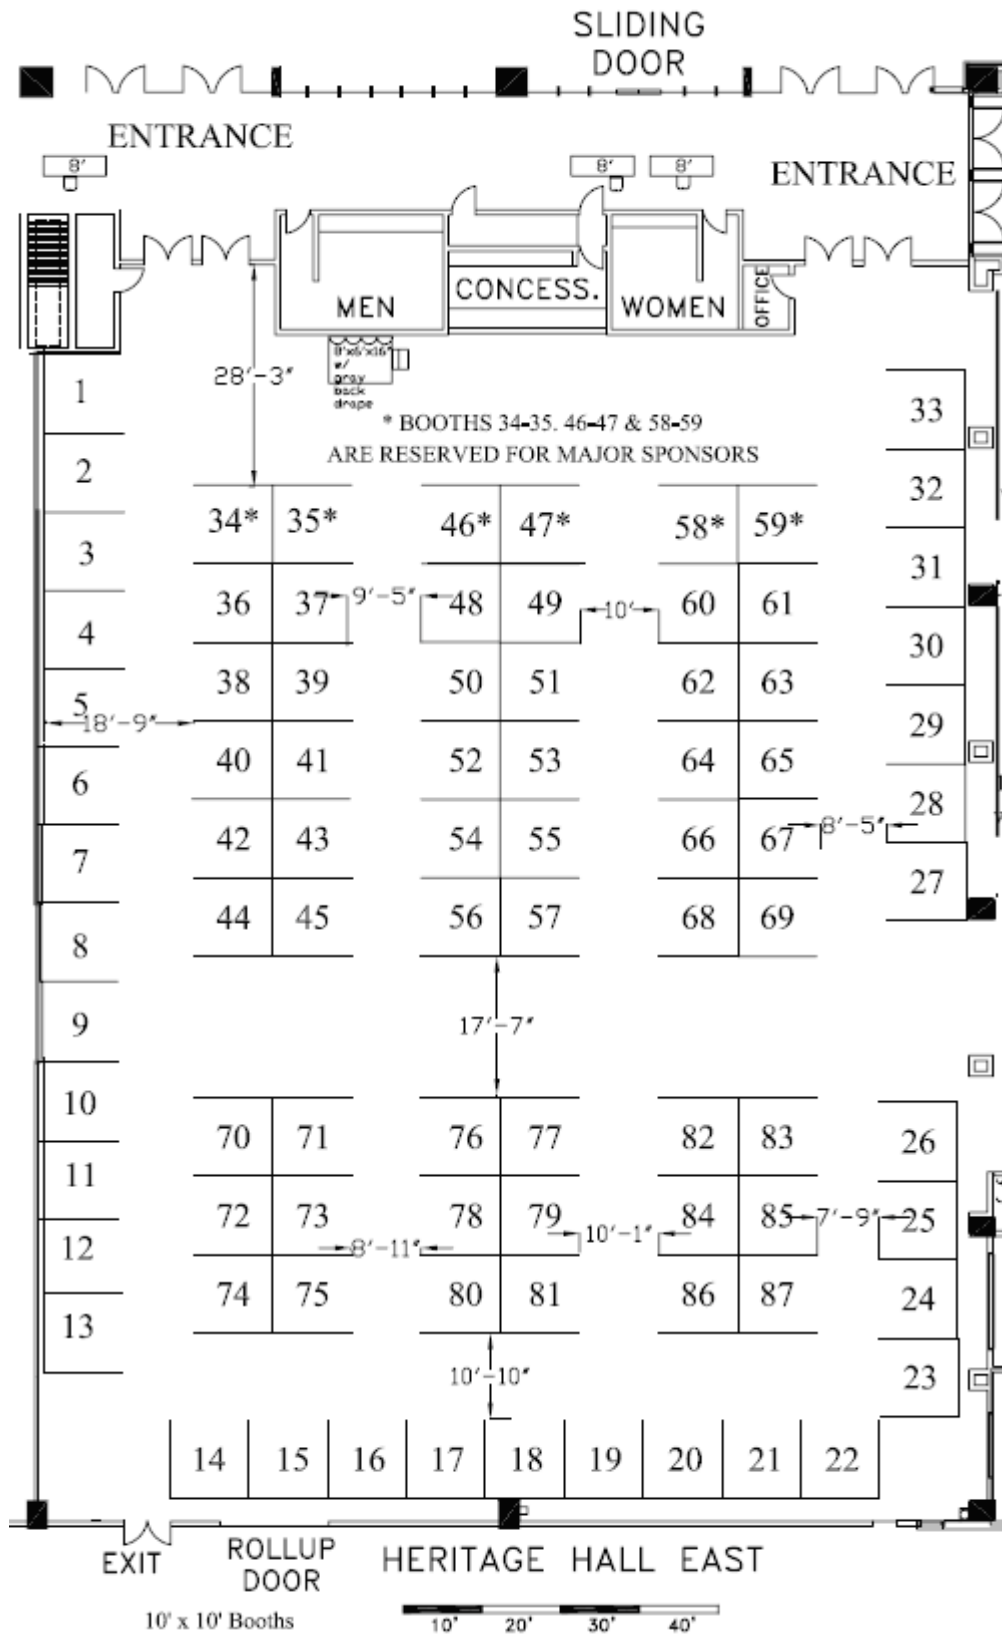 SLIDING
DOOR
ENTRANCE
8'
8'
8'
ENTRANCE
MEN
CONCESS.
WOMEN
OFFICE
8'x6'x16"
w/
gray
back
drape
28'-3"
* BOOTHS 34-35. 46-47 & 58-59
ARE RESERVED FOR MAJOR SPONSORS
1
33
2
32
34* 35* 46* 47* 58* 59*
3
31
36 37 9'-5" 48 49 10' 60 61
4
30
38 39 50 51 62 63
5
18'-9"
29
40 41 52 53 64 65
6
28
42 43 54 55 66 67 8'-5"
7
27
44 45 56 57 68 69
8
17'-7"
9
10
70 71 76 77 82 83 26
11
72 73 78 79 84 85 7'-9" 25
8'-11" 10'-1"
12
74 75 80 81 86 87 24
13
10'-10"
23
14 15 16 17 18 19 20 21 22
EXIT
ROLLUP
DOOR
HERITAGE HALL EAST
10' x 10' Booths
10' 20' 30' 40'